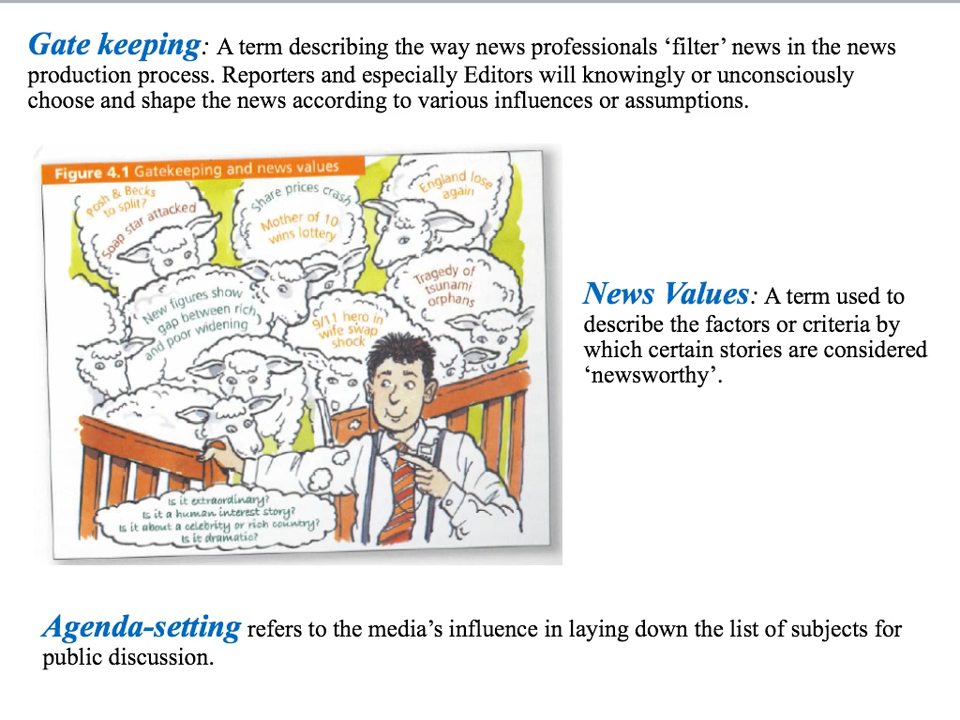 Gate keeping: A term describing the way news professionals ‘filter’ news in the news
production process. Reporters and especially Editors will knowingly or unconsciously
choose and shape the news according to various influences or assumptions.
Figure 4.1 Gatekeeping and news values
Posh & Becks
to split?
Soap star attacked
Share prices crash
Mother of 10
wins lottery
England lose
again
New figures show
gap between rich
and poor widening
9/11 hero in
wife swap
shock
Tragedy of
tsunami
orphans
Is it extraordinary?
Is it a human interest story?
Is it about a celebrity or rich country?
Is it dramatic?
News Values: A term used to
describe the factors or criteria by
which certain stories are considered
‘newsworthy’.
Agenda-setting refers to the media’s influence in laying down the list of subjects for
public discussion.